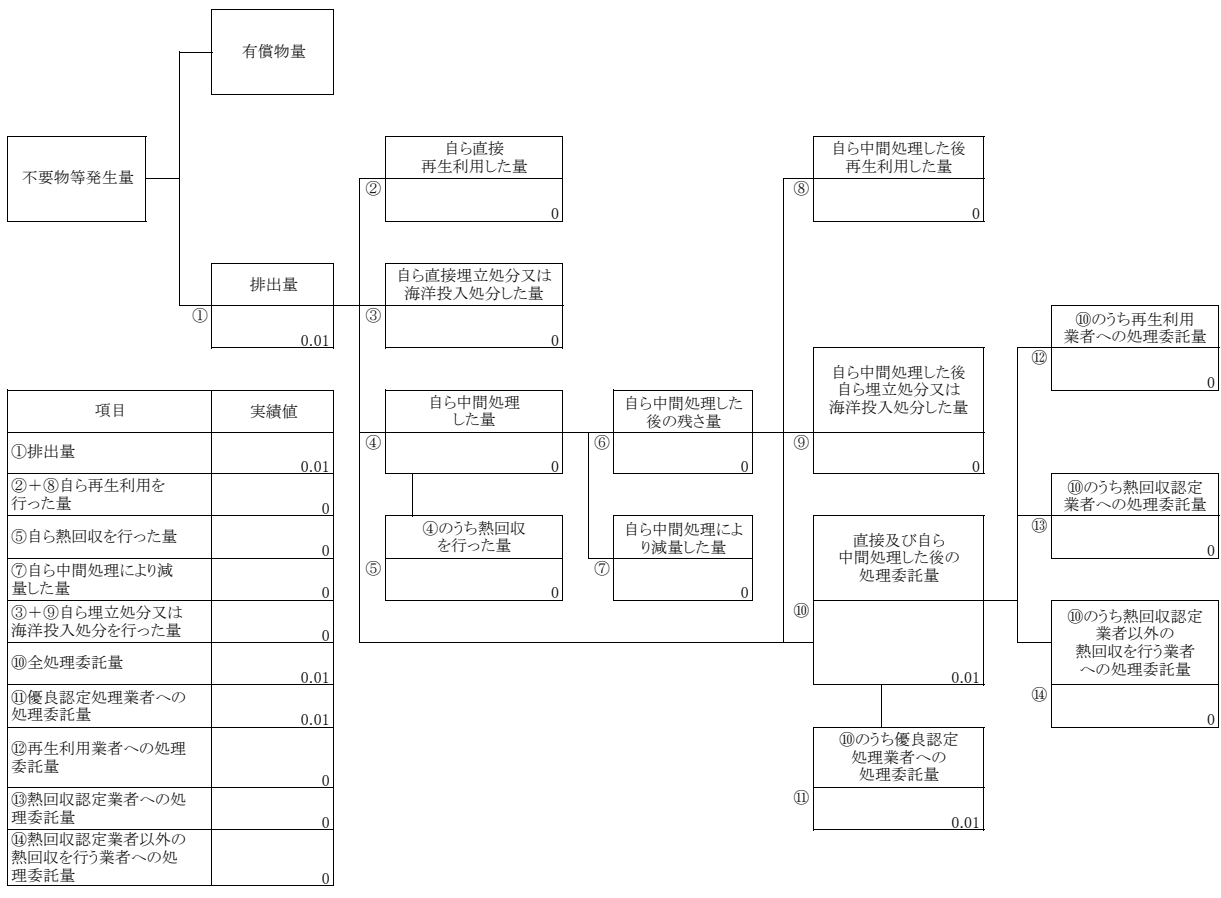 有償物量
不要物等発生量
排出量
①
0.01
自ら直接
再生利用した量
②
0
自ら直接埋立処分又は
海洋投入処分した量
③
0
自ら中間処理
した量
④
0
④のうち熱回収
を行った量
⑤
0
自ら中間処理した
後の残さ量
⑥
0
自ら中間処理によ
り減量した量
⑦
0
自ら中間処理した後
再生利用した量
⑧
0
自ら中間処理した後
自ら埋立処分又は
海洋投入処分した量
⑨
0
直接及び自ら
中間処理した後の
処理委託量
⑩
0.01
⑩のうち優良認定
処理業者への
処理委託量
⑪
0.01
⑩のうち再生利用
業者への処理委託量
⑫
0
⑩のうち熱回収認定
業者への処理委託量
⑬
0
⑩のうち熱回収認定
業者以外の
熱回収を行う業者
への処理委託量
⑭
0
項目 実績値
①排出量
0.01
②＋⑧自ら再生利用を
行った量
0
⑤自ら熱回収を行った量
0
⑦自ら中間処理により減
量した量
0
③＋⑨自ら埋立処分又は
海洋投入処分を行った量
0
⑩全処理委託量
0.01
⑪優良認定処理業者への
処理委託量
0.01
⑫再生利用業者への処理
委託量
0
⑬熱回収認定業者への処
理委託量
0
⑭熱回収認定業者以外の
熱回収を行う業者への処
理委託量
0